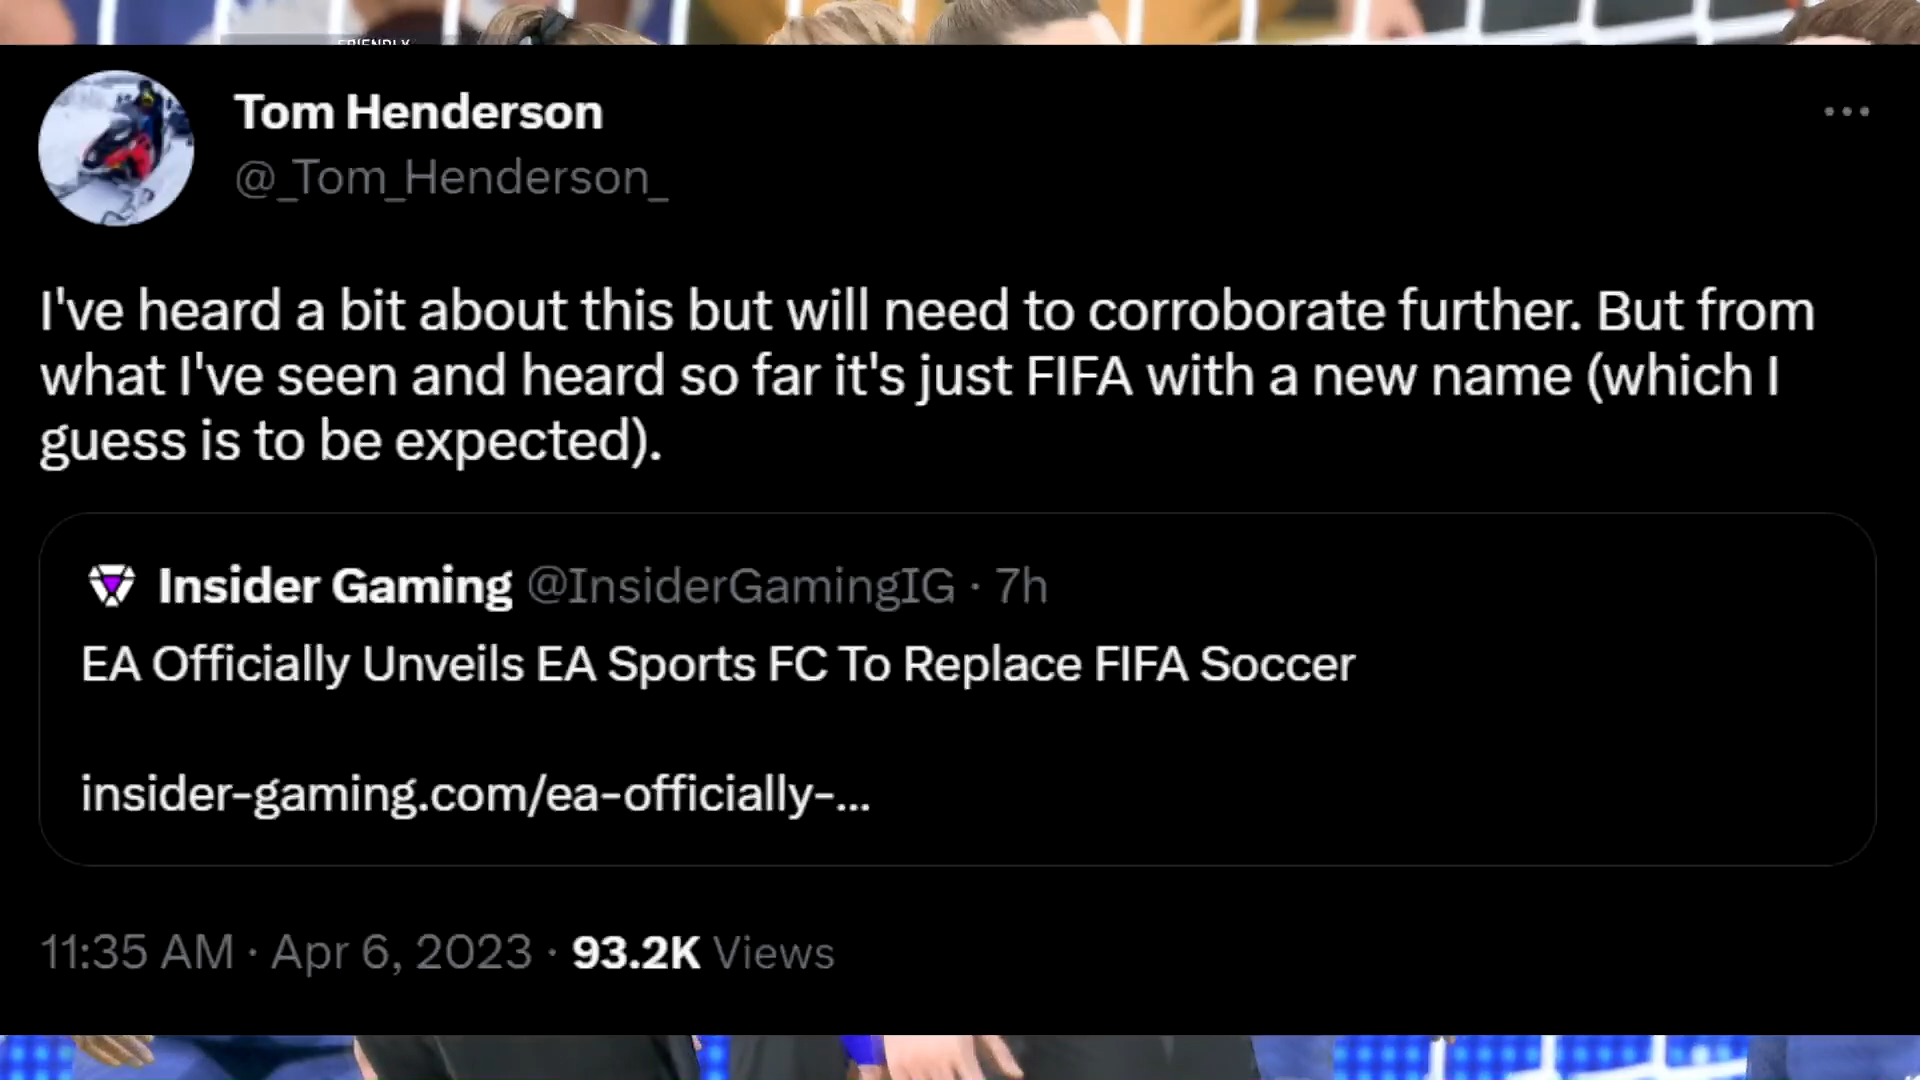 FRIENDLY
Tom Henderson
@_Tom_Henderson_
I've heard a bit about this but will need to corroborate further. But from
what I've seen and heard so far it's just FIFA with a new name (which I
guess is to be expected).
Insider Gaming @InsiderGamingIG · 7h
EA Officially Unveils EA Sports FC To Replace FIFA Soccer
insider-gaming.com/ea-officially-...
11:35 AM · Apr 6, 2023 · 93.2K Views